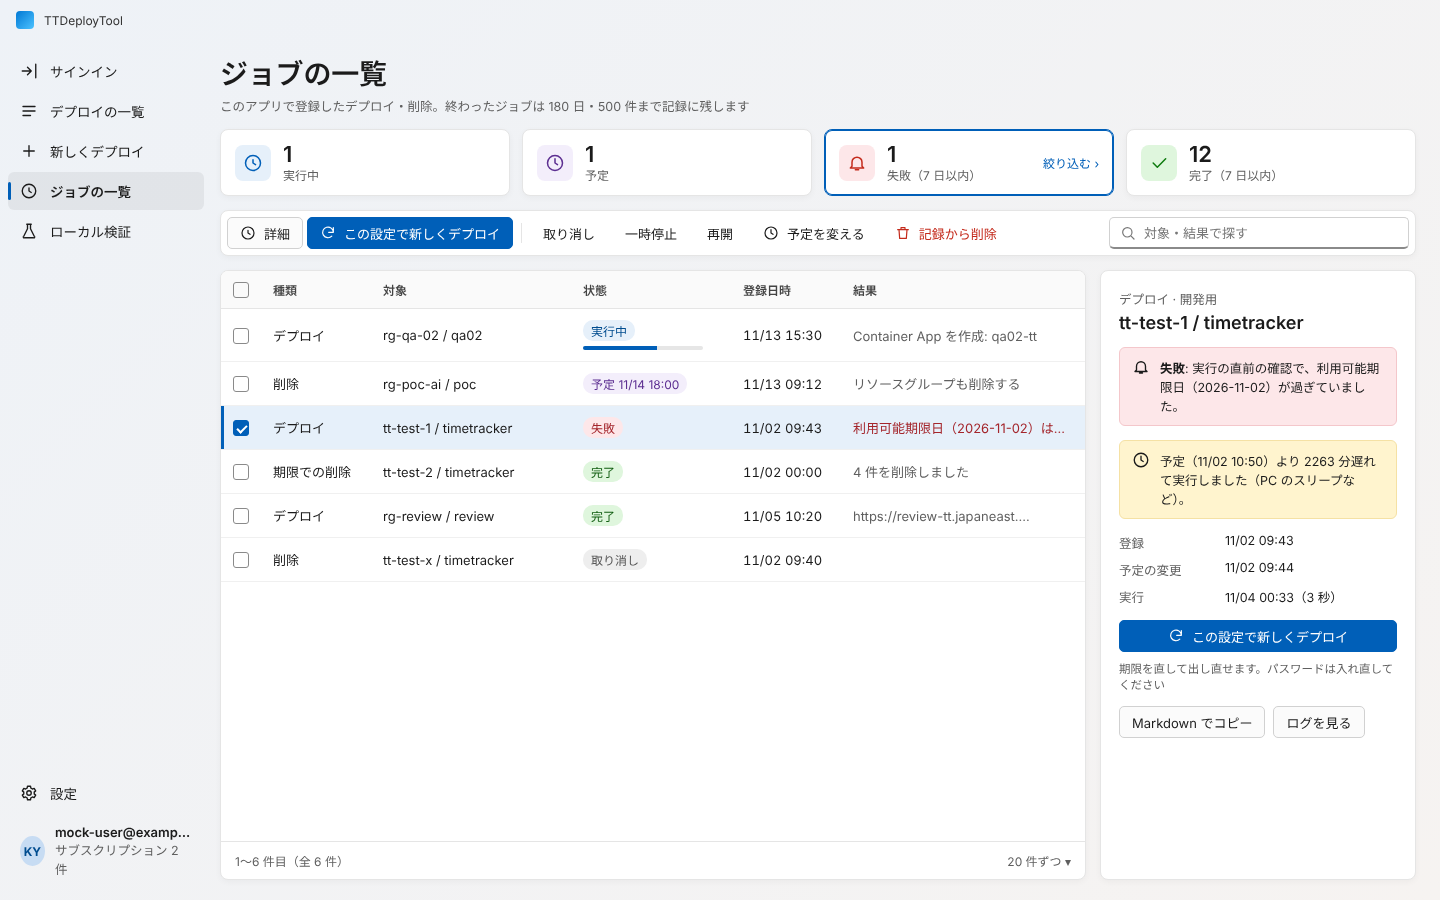 TTDeployTool
サインイン
デプロイの一覧
新しくデプロイ
ジョブの一覧
ローカル検証
設定
KY
mock-user@examp...
サブスクリプション 2
件
ジョブの一覧
このアプリで登録したデプロイ・削除。終わったジョブは 180 日・500 件まで記録に残します
1
実行中
1
予定
1
失敗（7 日以内）
絞り込む ›
12
完了（7 日以内）
詳細
この設定で新しくデプロイ
取り消し
一時停止
再開
予定を変える
記録から削除
対象・結果で探す
種類 対象 状態 登録日時 結果
デプロイ rg-qa-02 / qa02 実行中 11/13 15:30 Container App を作成: qa02-tt
削除 rg-poc-ai / poc 予定 11/14 18:00 11/13 09:12 リソースグループも削除する
デプロイ tt-test-1 / timetracker 失敗 11/02 09:43 利用可能期限日（2026-11-02）は...
期限での削除 tt-test-2 / timetracker 完了 11/02 00:00 4 件を削除しました
デプロイ rg-review / review 完了 11/05 10:20 https://review-tt.japaneast....
削除 tt-test-x / timetracker 取り消し 11/02 09:40
1〜6 件目（全 6 件）
20 件ずつ ▾
デプロイ · 開発用
tt-test-1 / timetracker
失敗: 実行の直前の確認で、利用可能期
限日（2026-11-02）が過ぎていまし
た。
予定（11/02 10:50）より 2263 分遅れ
て実行しました（PC のスリープな
ど）。
登録 11/02 09:43
予定の変更 11/02 09:44
実行 11/04 00:33（3 秒）
この設定で新しくデプロイ
期限を直して出し直せます。パスワードは入れ直して
ください
Markdown でコピー
ログを見る